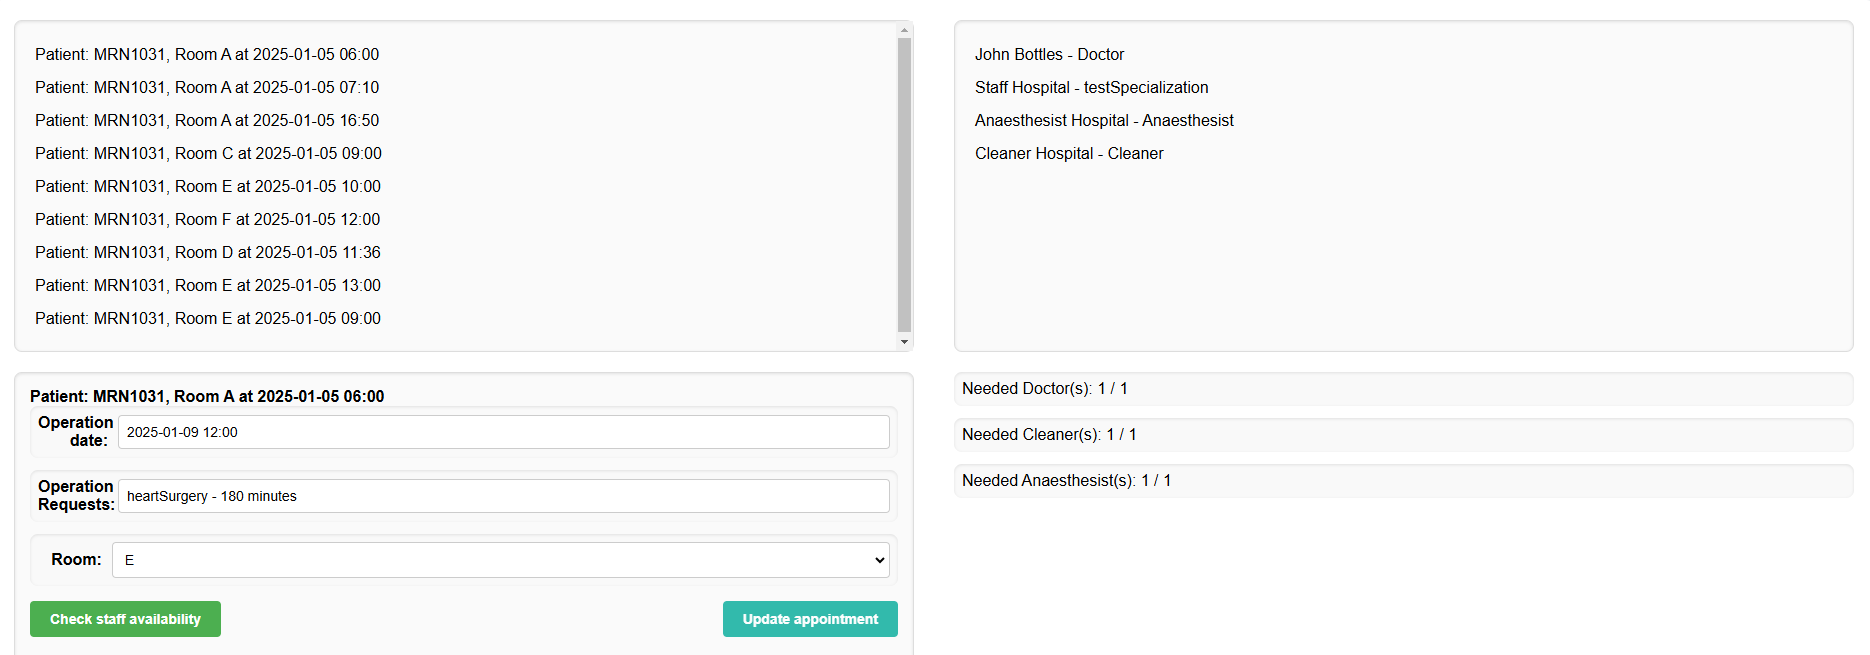 Patient: MRN1031, Room A at 2025-01-05 06:00
Patient: MRN1031, Room A at 2025-01-05 07:10
Patient: MRN1031, Room A at 2025-01-05 16:50
Patient: MRN1031, Room C at 2025-01-05 09:00
Patient: MRN1031, Room E at 2025-01-05 10:00
Patient: MRN1031, Room F at 2025-01-05 12:00
Patient: MRN1031, Room D at 2025-01-05 11:36
Patient: MRN1031, Room E at 2025-01-05 13:00
Patient: MRN1031, Room E at 2025-01-05 09:00
John Bottles - Doctor
Staff Hospital - testSpecialization
Anaesthesist Hospital - Anaesthesist
Cleaner Hospital - Cleaner
Patient: MRN1031, Room A at 2025-01-05 06:00
Operation
date:
2025-01-09 12:00
Operation
Requests:
heartSurgery - 180 minutes
Room:
E
Check staff availability
Update appointment
Needed Doctor(s): 1 / 1
Needed Cleaner(s): 1 / 1
Needed Anaesthesist(s): 1 / 1